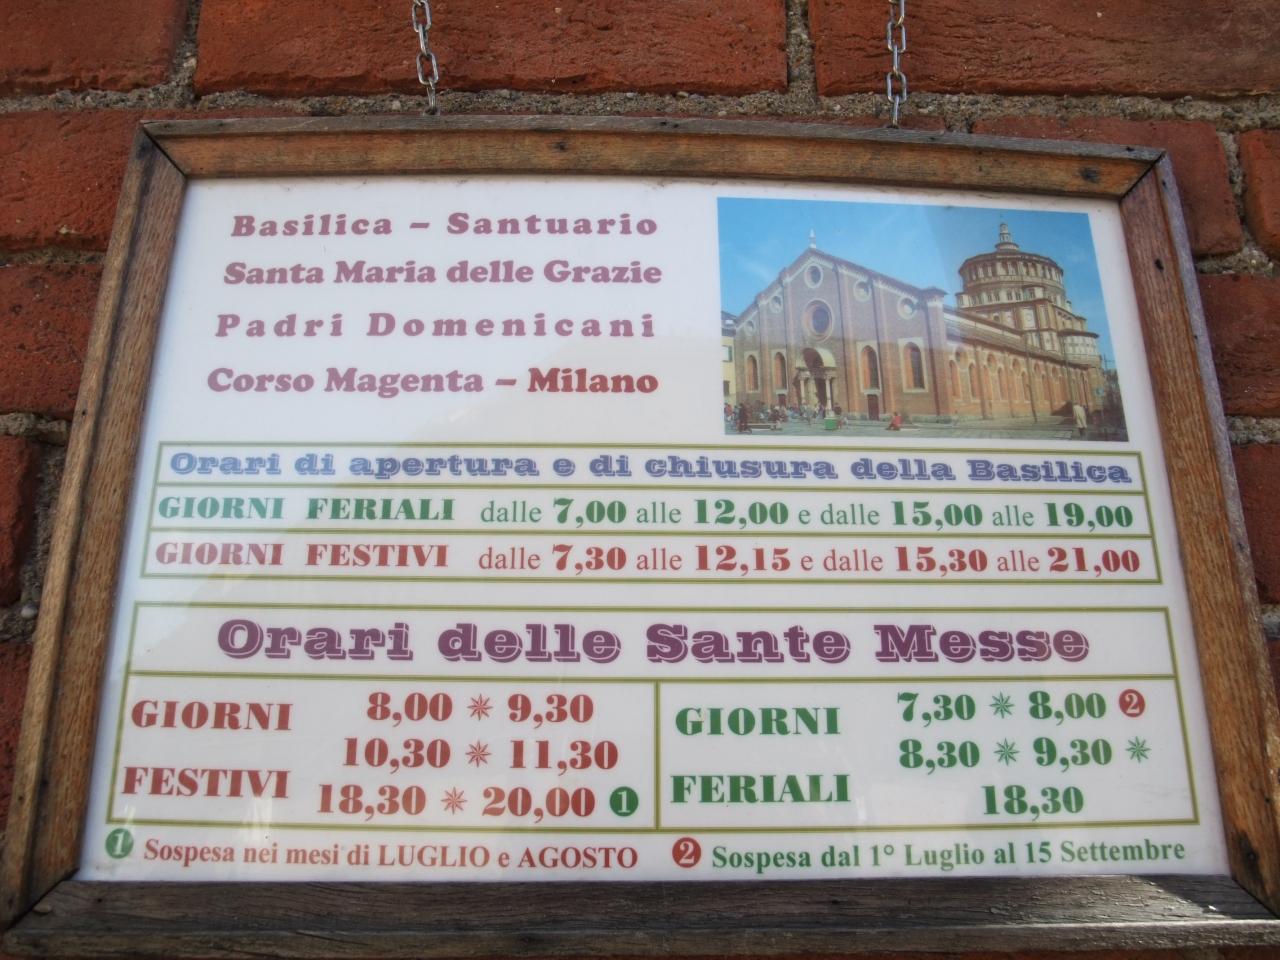 Basilica – Santuario
Santa Maria delle Grazie
Padri Domenicani
Corso Magenta – Milano
Orari di apertura e di chiusura della Basilica
GIORNI FERIALI dalle 7,00 alle 12,00 e dalle 15,00 alle 19,00
GIORNI FESTIVI dalle 7,30 alle 12,15 e dalle 15,30 alle 21,00
Orari delle Sante Messe
GIORNI FESTIVI
8,00 * 9,30
10,30 * 11,30
18,30 * 20,00 1
GIORNI FERIALI
7,30 * 8,00 2
8,30 * 9,30 *
18,30
1 Sospesa nei mesi di LUGLIO e AGOSTO
2 Sospesa dal 1° Luglio al 15 Settembre